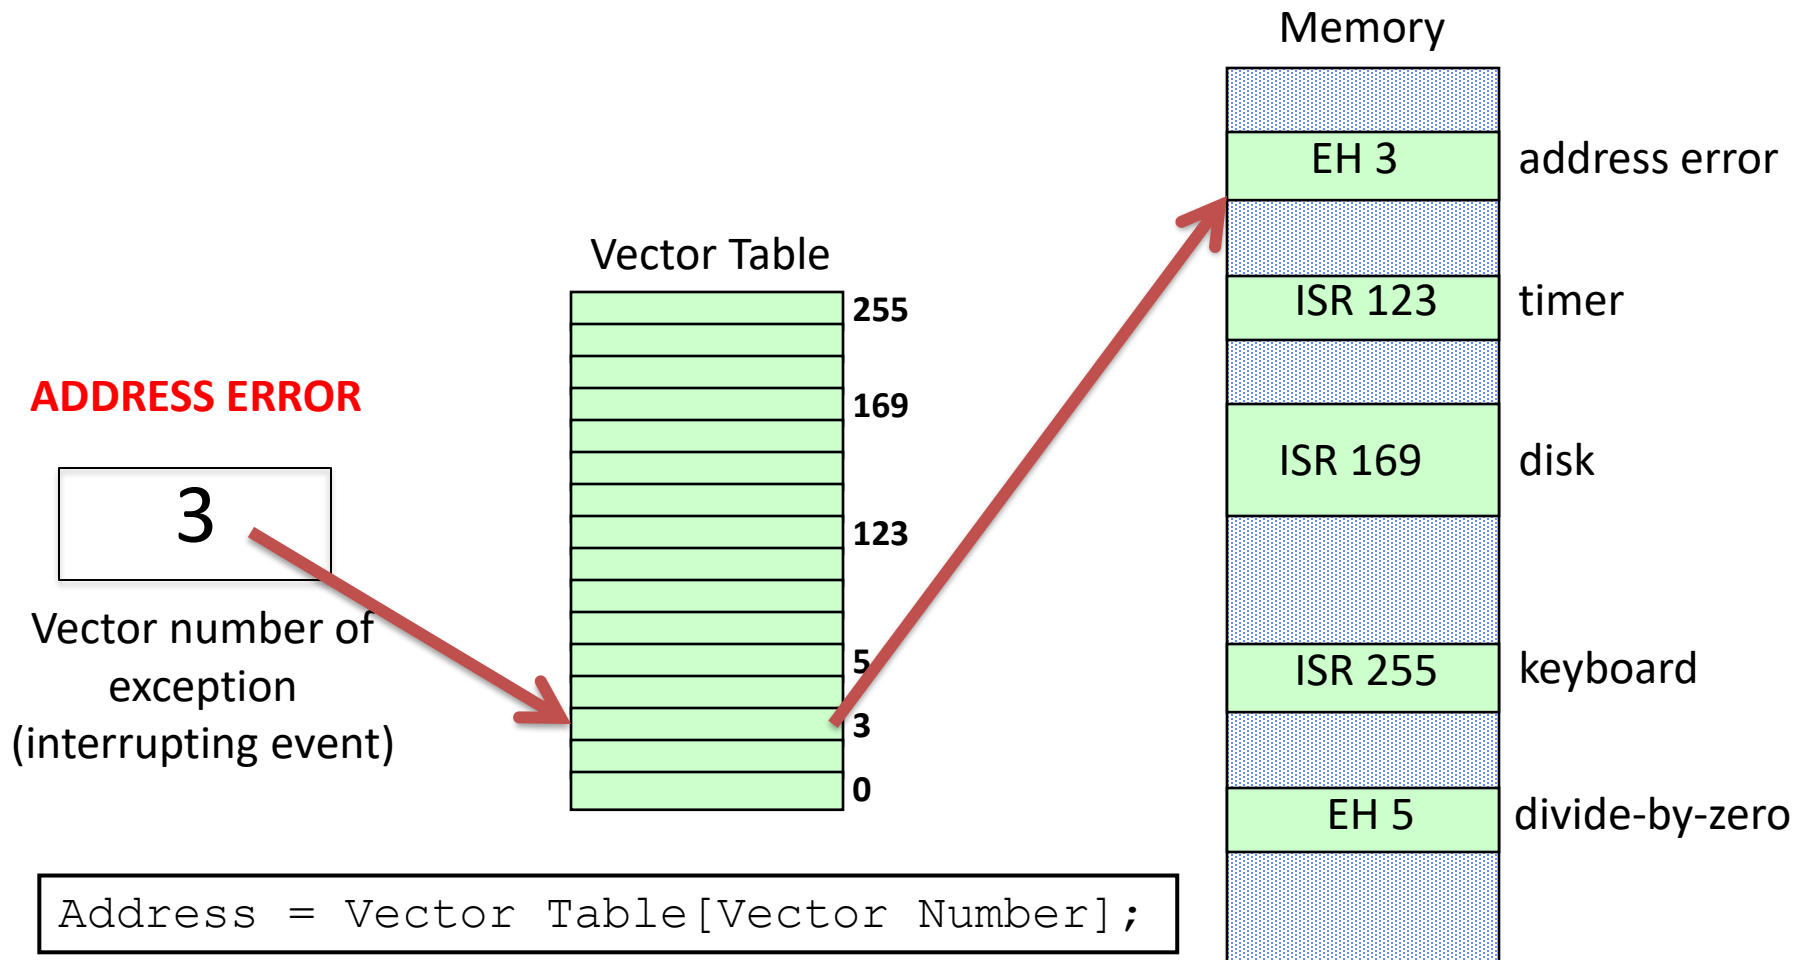 Memory
EH 3 address error
Vector Table
255
ISR 123 timer
ADDRESS ERROR
169
ISR 169 disk
3
123
Vector number of
exception
(interrupting event)
5
ISR 255 keyboard
3
0
EH 5 divide-by-zero
Address = Vector Table[Vector Number];